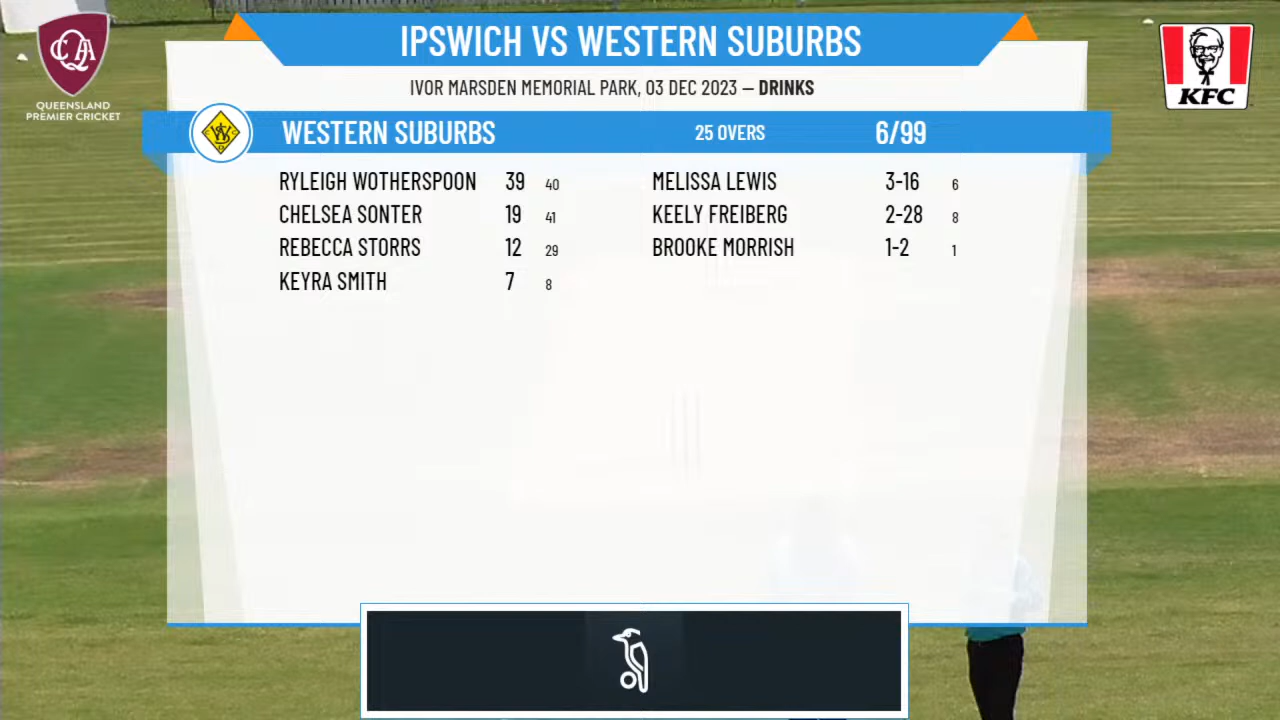 IPSWICH VS WESTERN SUBURBS
IVOR MARSDEN MEMORIAL PARK, 03 DEC 2023 – DRINKS
QUEENSLAND
PREMIER CRICKET
KFC
WESTERN SUBURBS 25 OVERS 6/99
RYLEIGH WOTHERSPOON 39 40 MELISSA LEWIS 3-16 6
CHELSEA SONTER 19 41 KEELY FREIBERG 2-28 8
REBECCA STORRS 12 29 BROOKE MORRISH 1-2 1
KEYRA SMITH 7 8